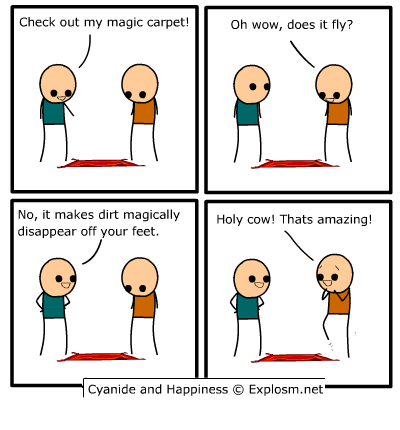 Check out my magic carpet!
Oh wow, does it fly?
No, it makes dirt magically
disappear off your feet.
Holy cow! Thats amazing!
Cyanide and Happiness © Explosm.net